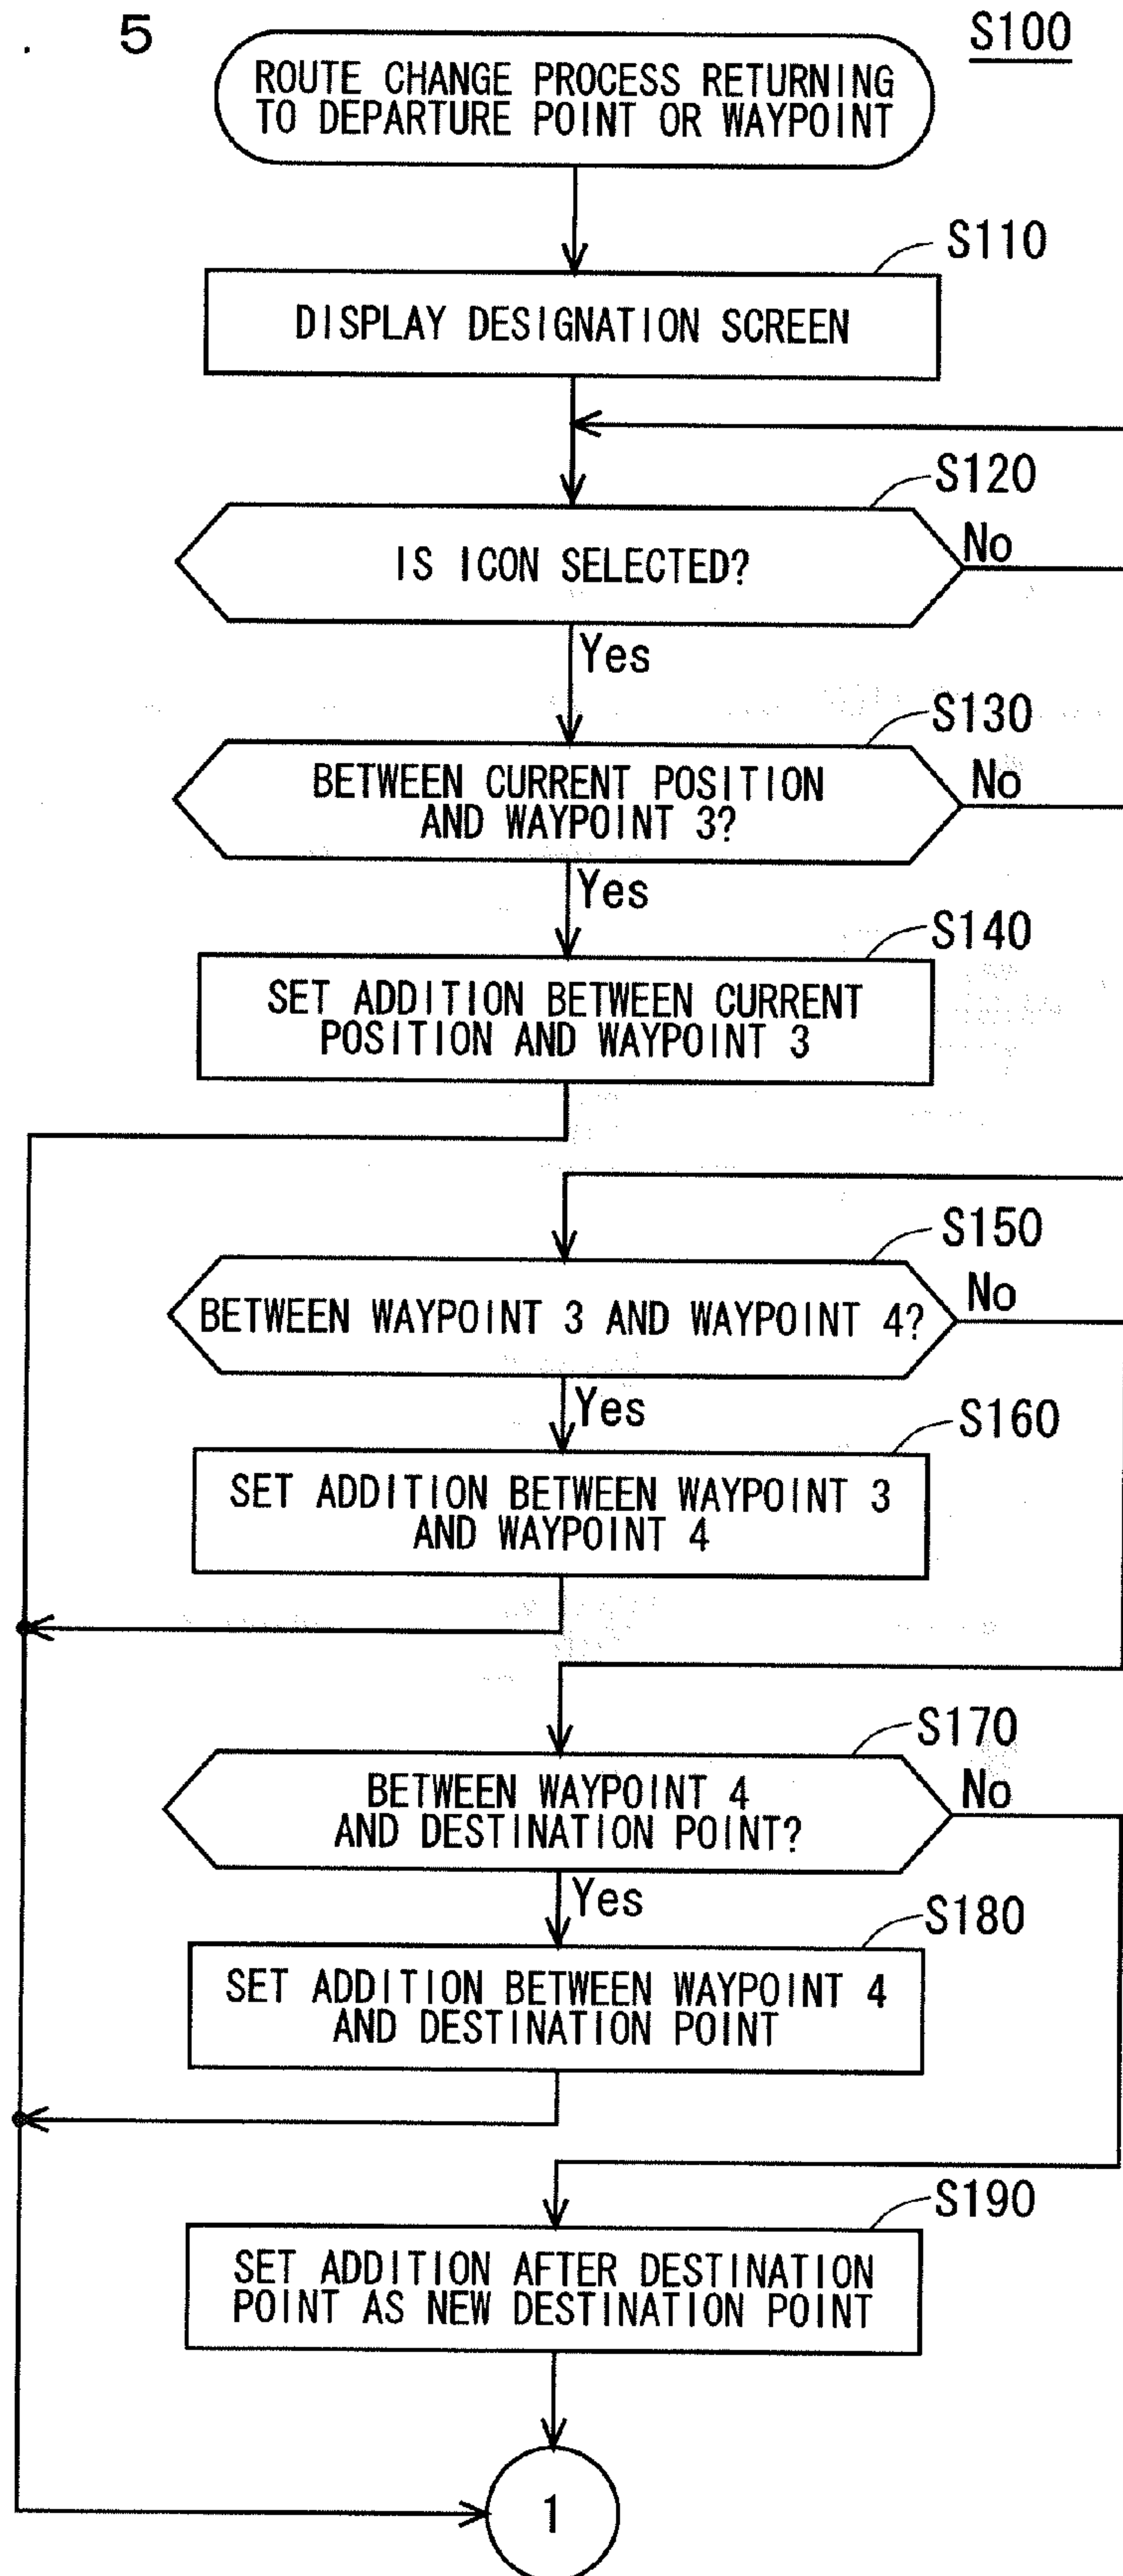 5
S100
ROUTE CHANGE PROCESS RETURNING
TO DEPARTURE POINT OR WAYPOINT
S110
DISPLAY DESIGNATION SCREEN
S120
IS ICON SELECTED?
No
Yes
S130
BETWEEN CURRENT POSITION
AND WAYPOINT 3?
No
Yes
S140
SET ADDITION BETWEEN CURRENT
POSITION AND WAYPOINT 3
S150
BETWEEN WAYPOINT 3 AND WAYPOINT 4?
No
Yes
S160
SET ADDITION BETWEEN WAYPOINT 3
AND WAYPOINT 4
S170
BETWEEN WAYPOINT 4
AND DESTINATION POINT?
No
Yes
S180
SET ADDITION BETWEEN WAYPOINT 4
AND DESTINATION POINT
S190
SET ADDITION AFTER DESTINATION
POINT AS NEW DESTINATION POINT
1